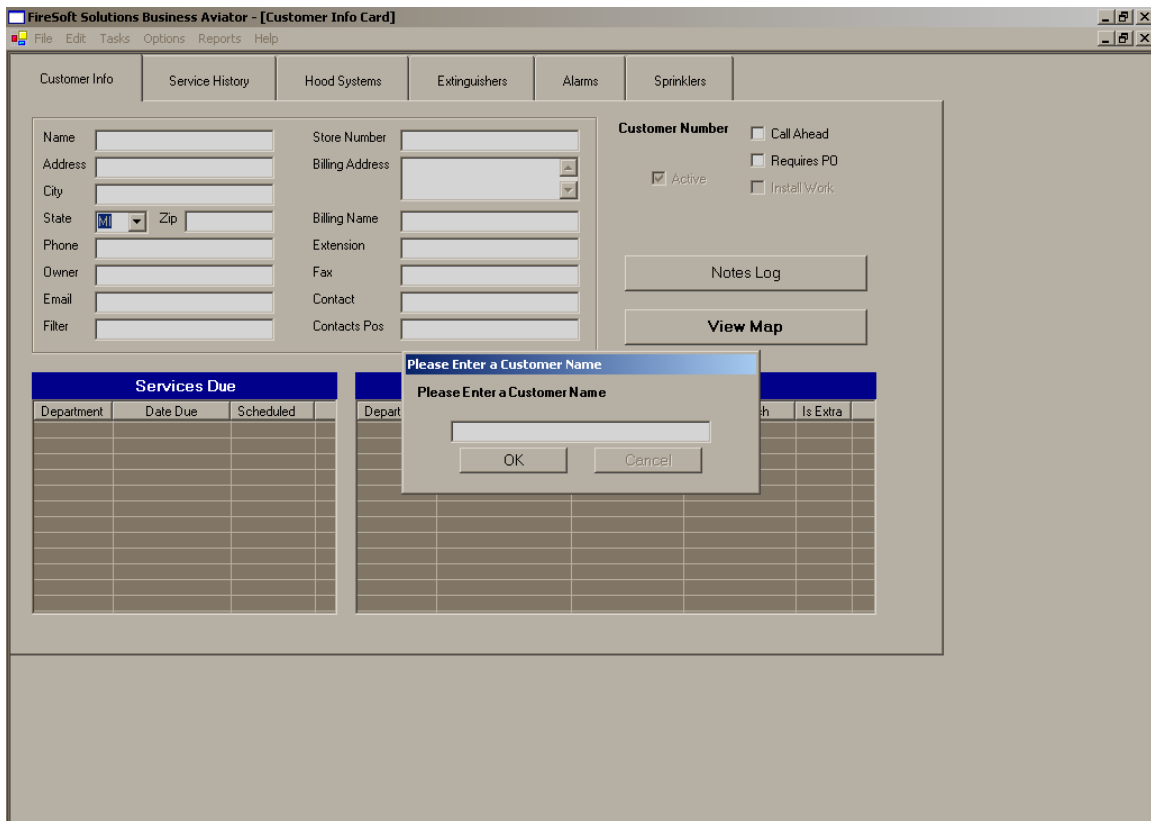 FireSoft Solutions Business Aviator - [Customer Info Card]
File Edit Tasks Options Reports Help
Customer Info Service History Hood Systems Extinguishers Alarms Sprinklers
Name Store Number Customer Number Call Ahead
Address Billing Address Requires PO
City Active Install Work
State MI Zip Billing Name
Phone Extension
Owner Fax Notes Log
Email Contact
Filter Contacts Pos View Map
Please Enter a Customer Name
Services Due
Please Enter a Customer Name
Department Date Due Scheduled Depart ch Is Extra
OK Cancel